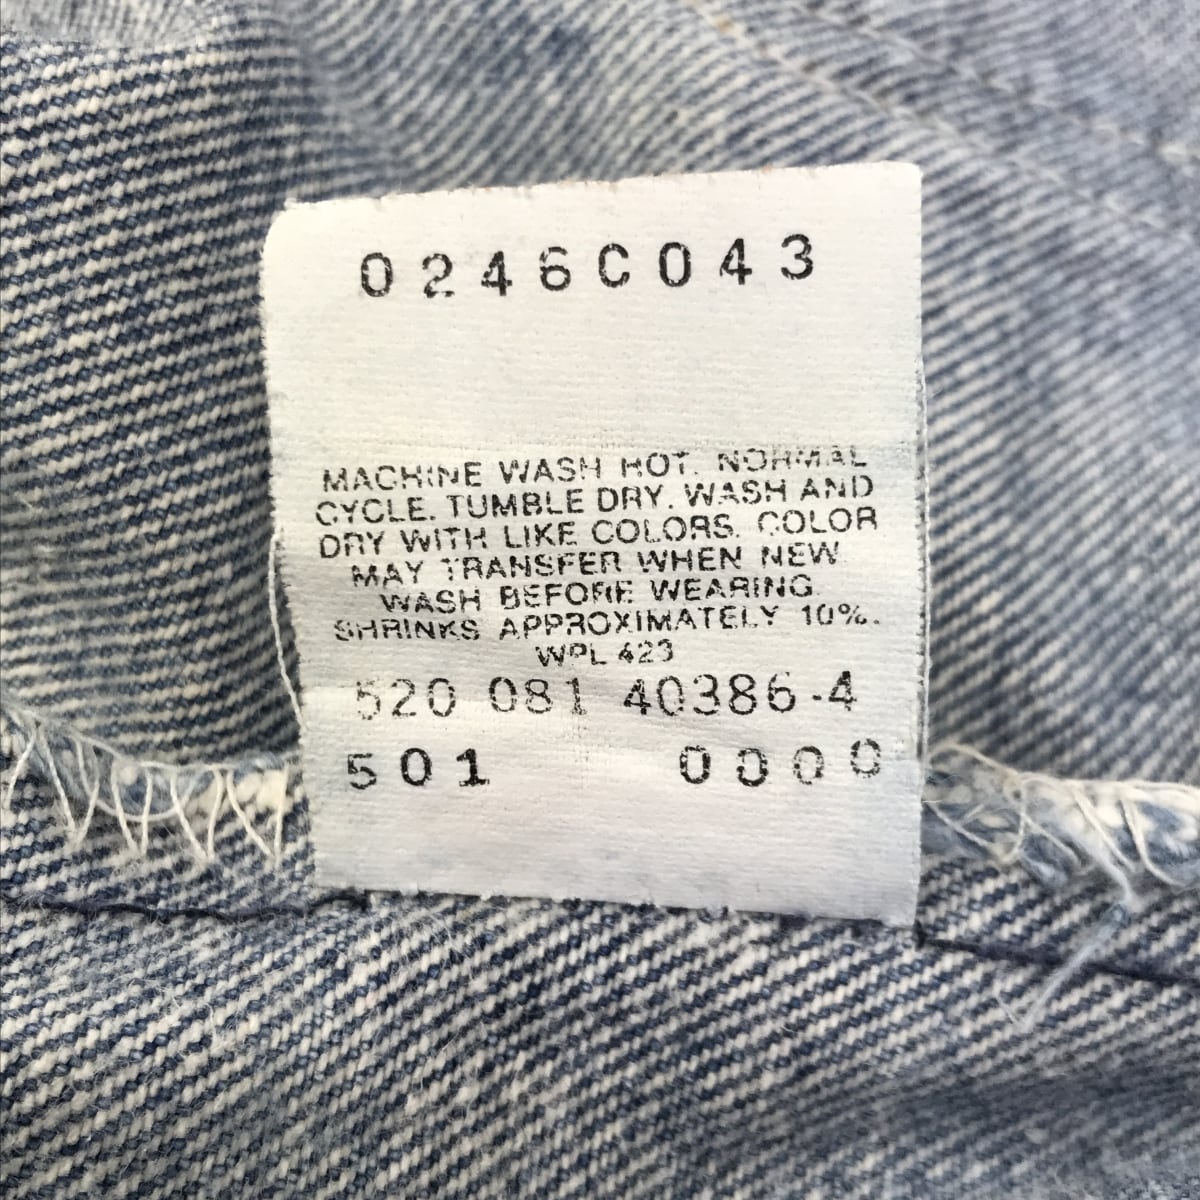 0246C043
MACHINE WASH HOT. NORMAL
CYCLE. TUMBLE DRY. WASH AND
DRY WITH LIKE COLORS. COLOR
MAY TRANSFER WHEN NEW.
WASH BEFORE WEARING.
SHRINKS APPROXIMATELY 10%.
WPL 423
520 081 40386-4
501 0000